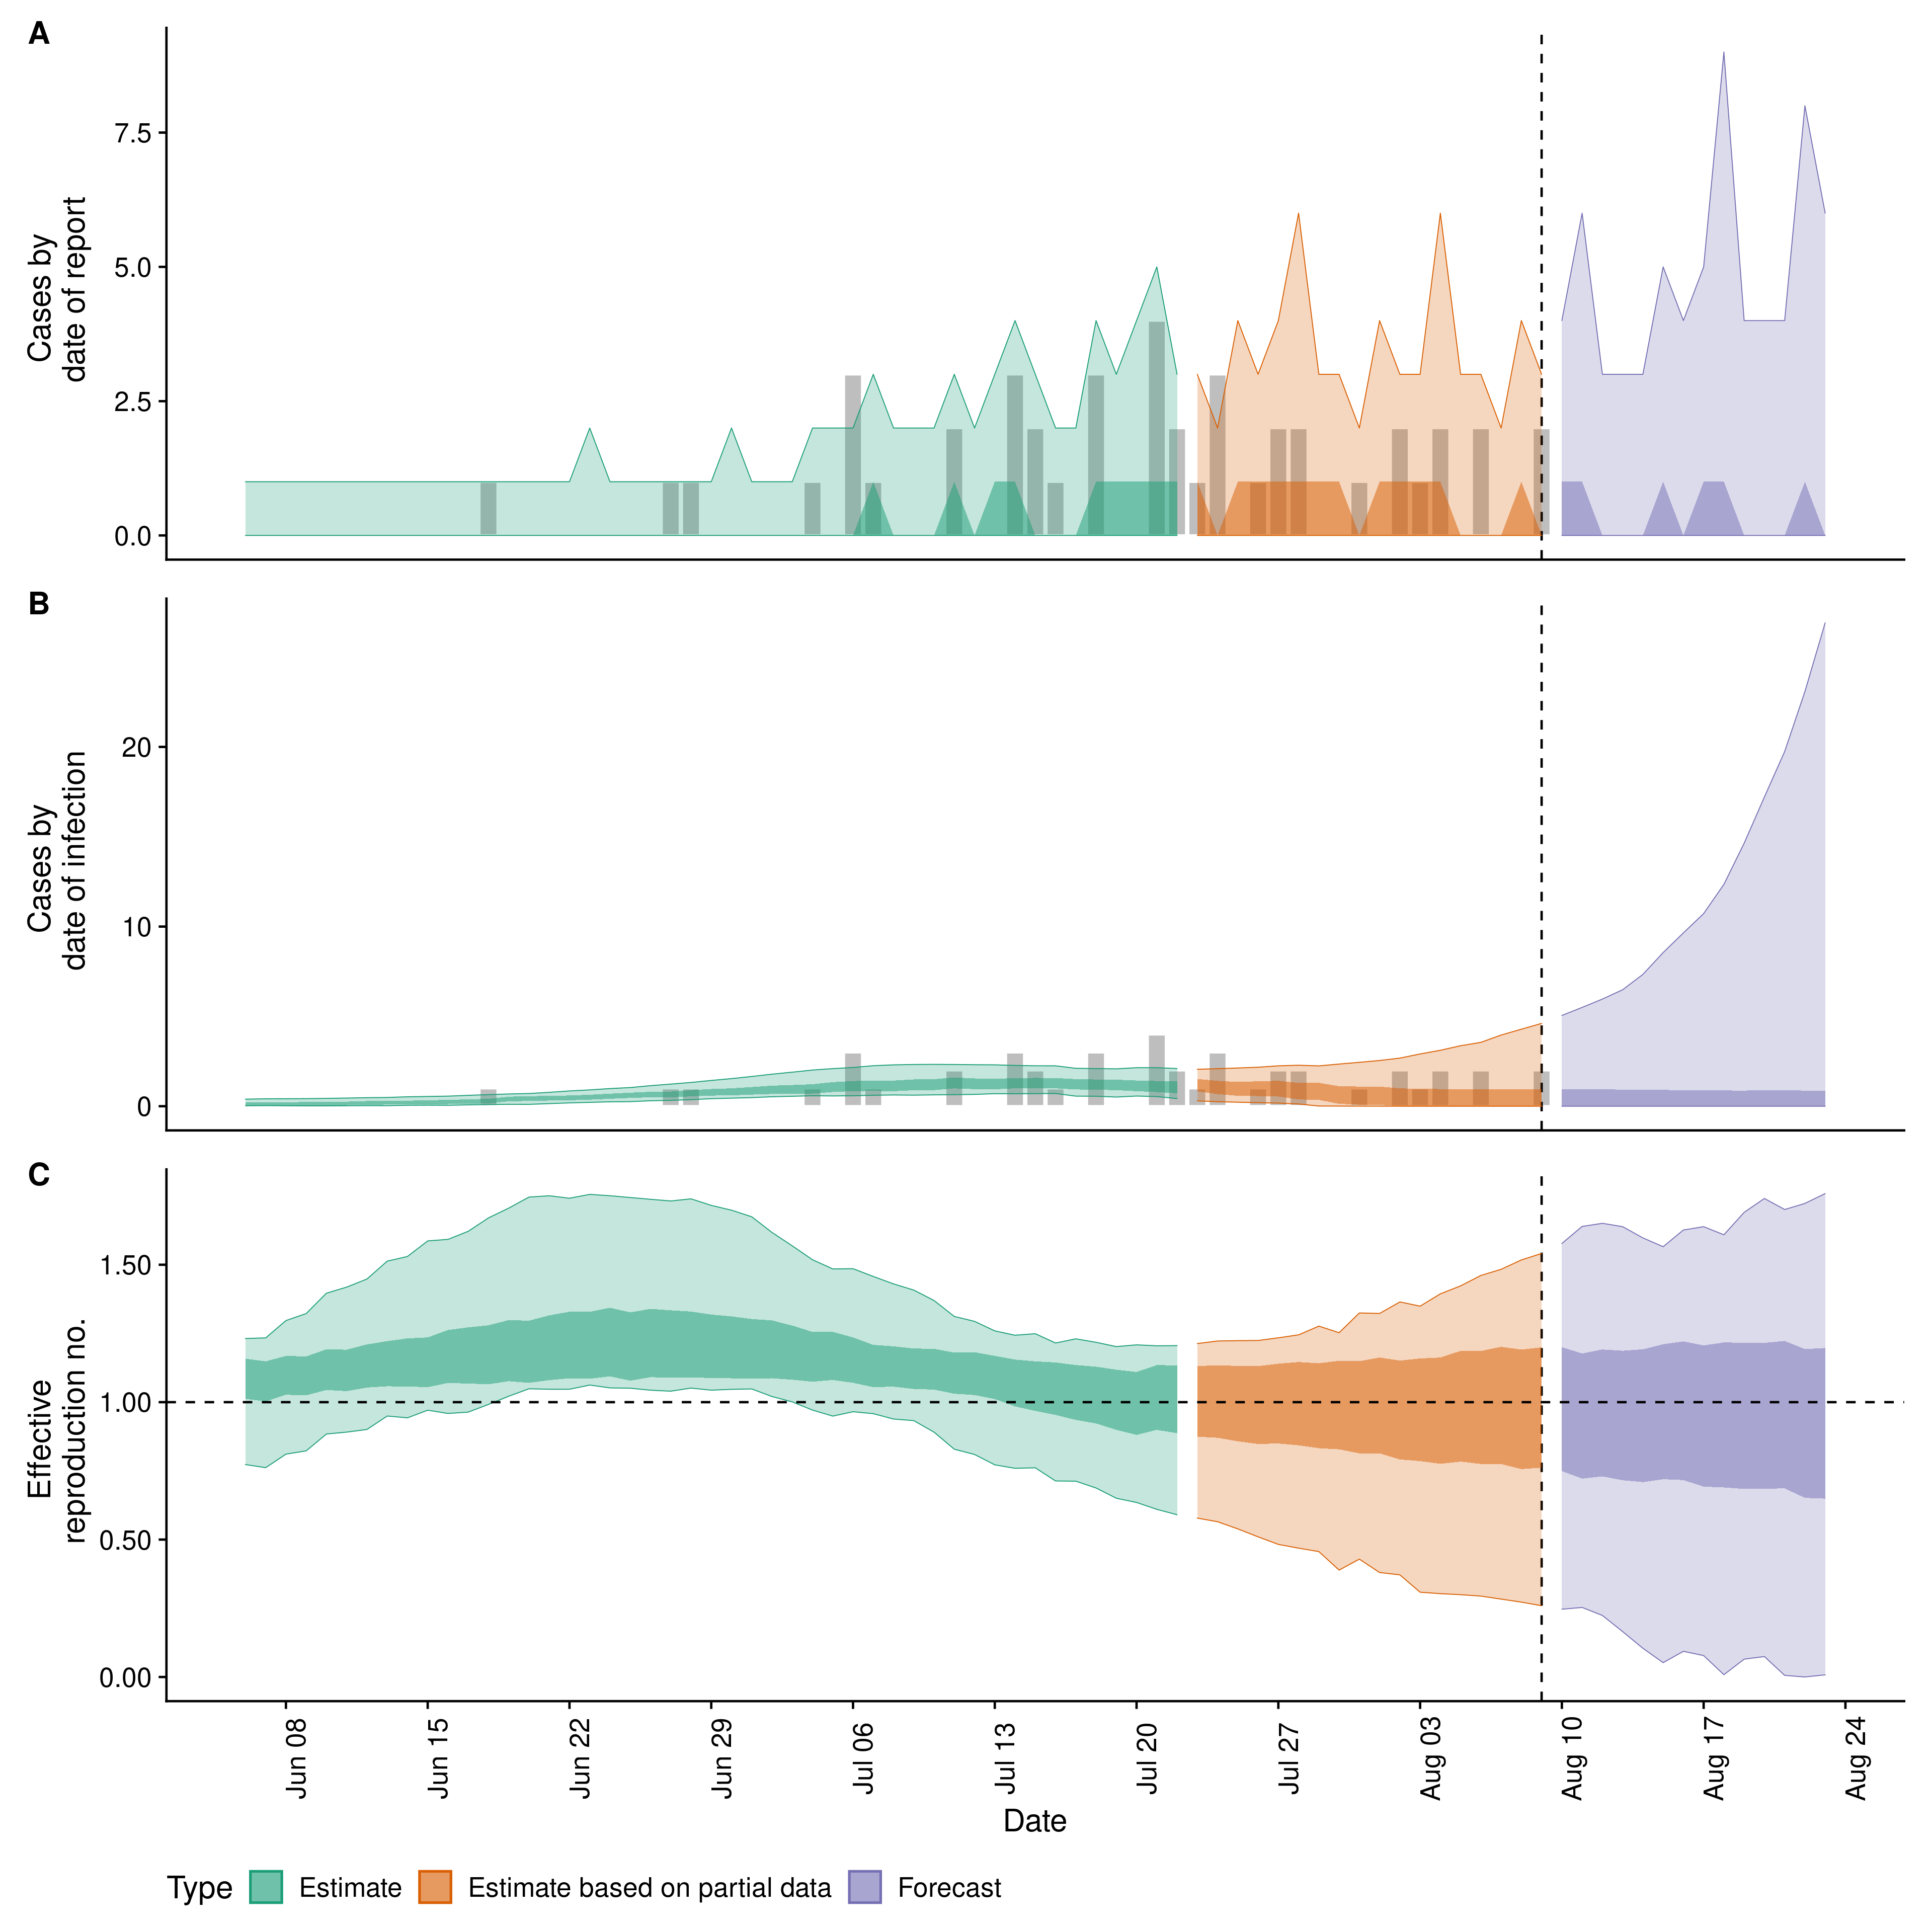 A
Cases by
date of report
7.5
5.0
2.5
0.0
B
Cases by
date of infection
20
10
0
C
Effective
reproduction no.
1.50
1.00
0.50
0.00
Jun 08
Jun 15
Jun 22
Jun 29
Jul 06
Jul 13
Jul 20
Jul 27
Aug 03
Aug 10
Aug 17
Aug 24
Date
Type Estimate Estimate based on partial data Forecast